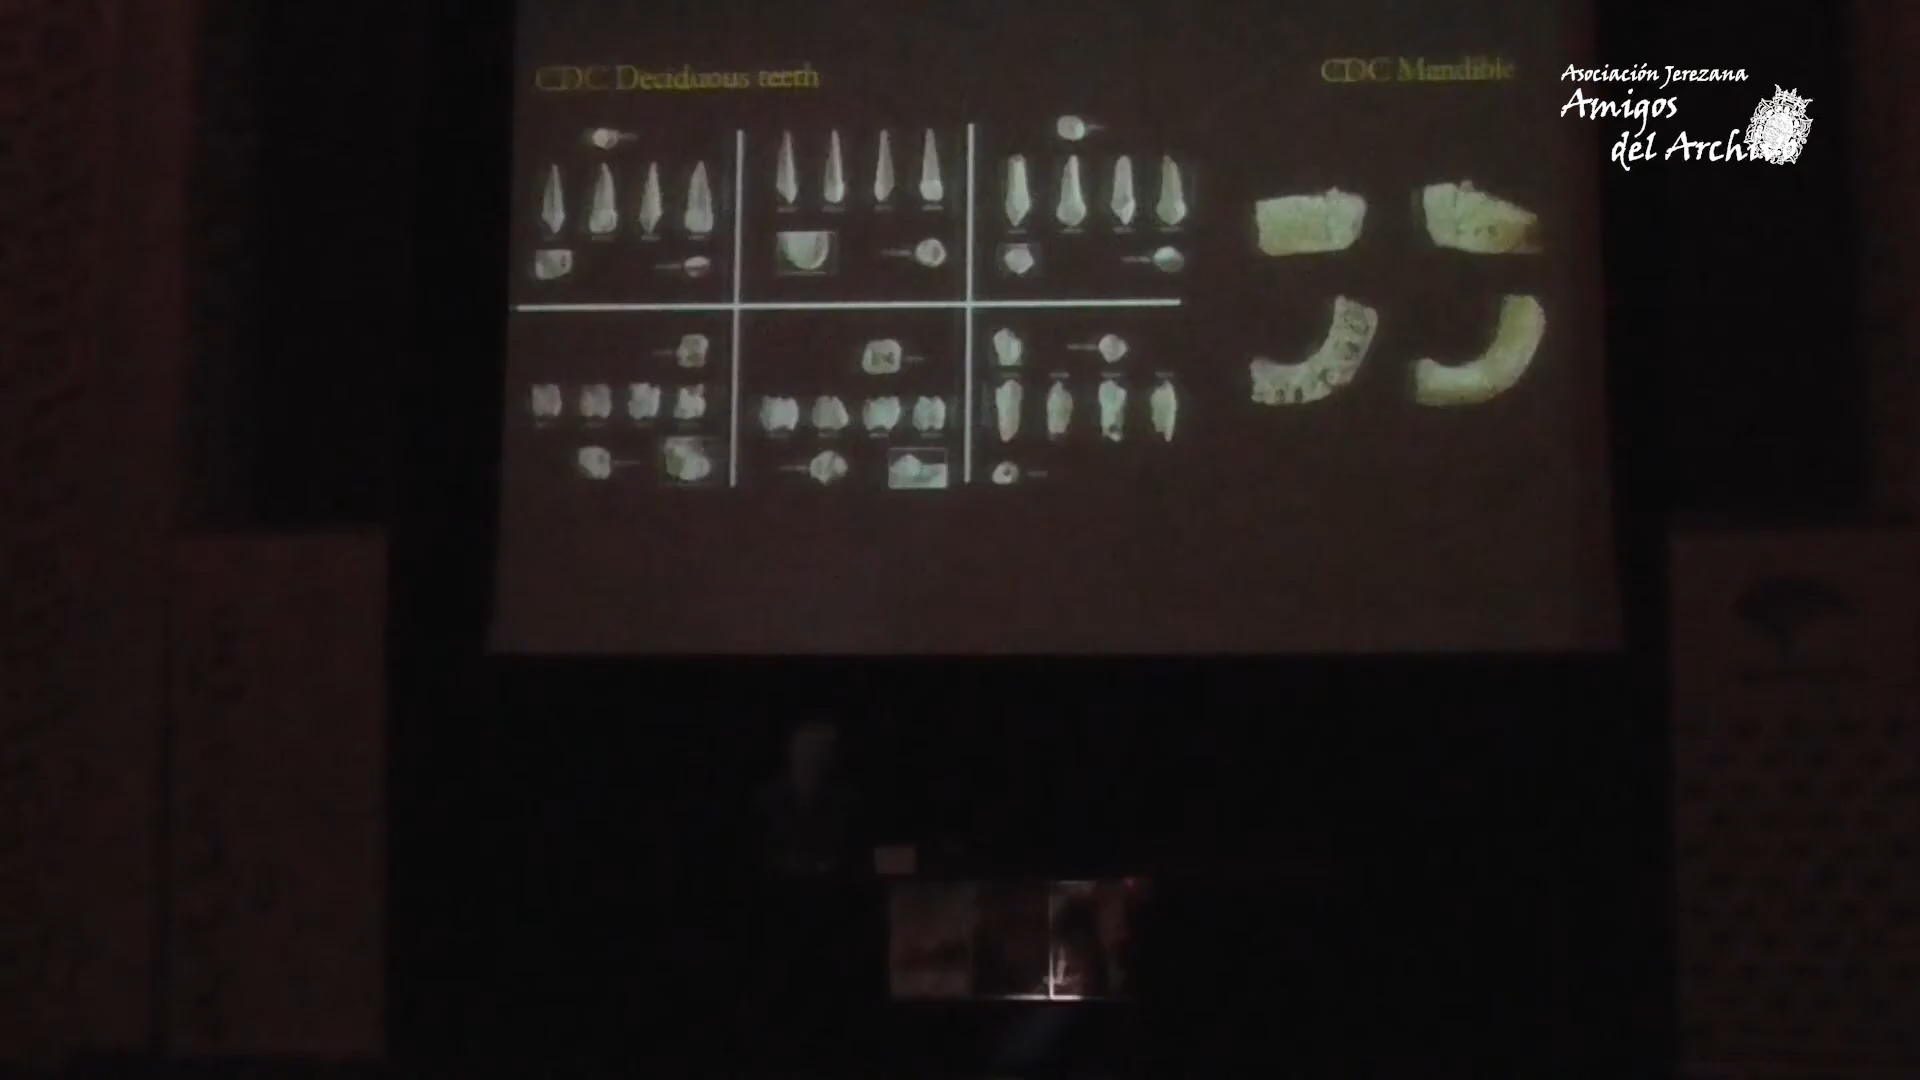 CDC Deciduous teeth
CDC Mandible
Asociación Jerezana
Amigos
del Archivo